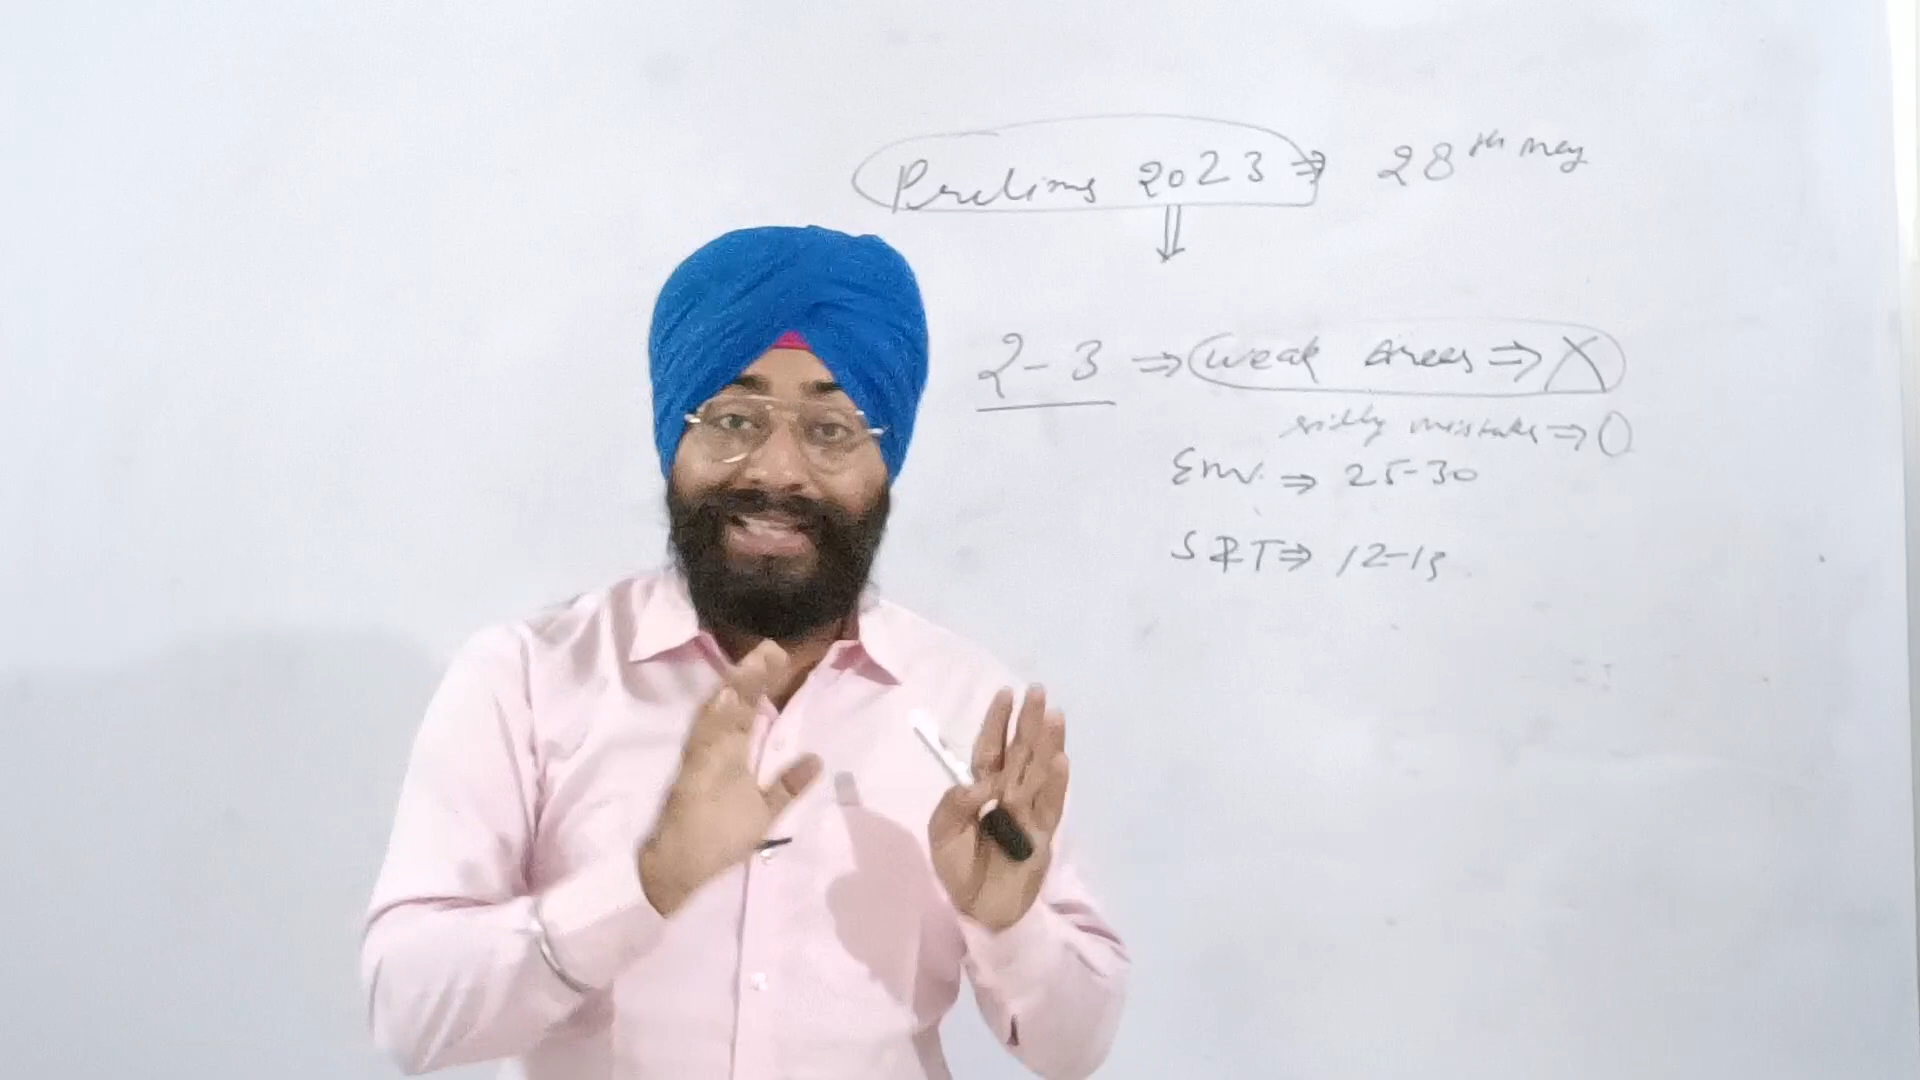 Prelims 2023 ⇒ 28th may
⇓
2-3 ⇒ weak areas ⇒ X
silly mistakes ⇒ 0
Env. ⇒ 25-30
S&T ⇒ 12-13